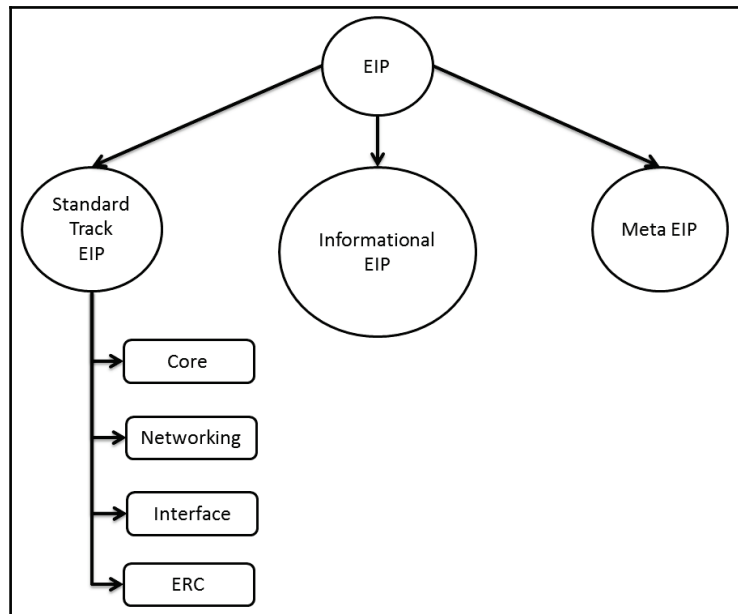 EIP
Standard
Track
EIP
Informational
EIP
Meta EIP
Core
Networking
Interface
ERC